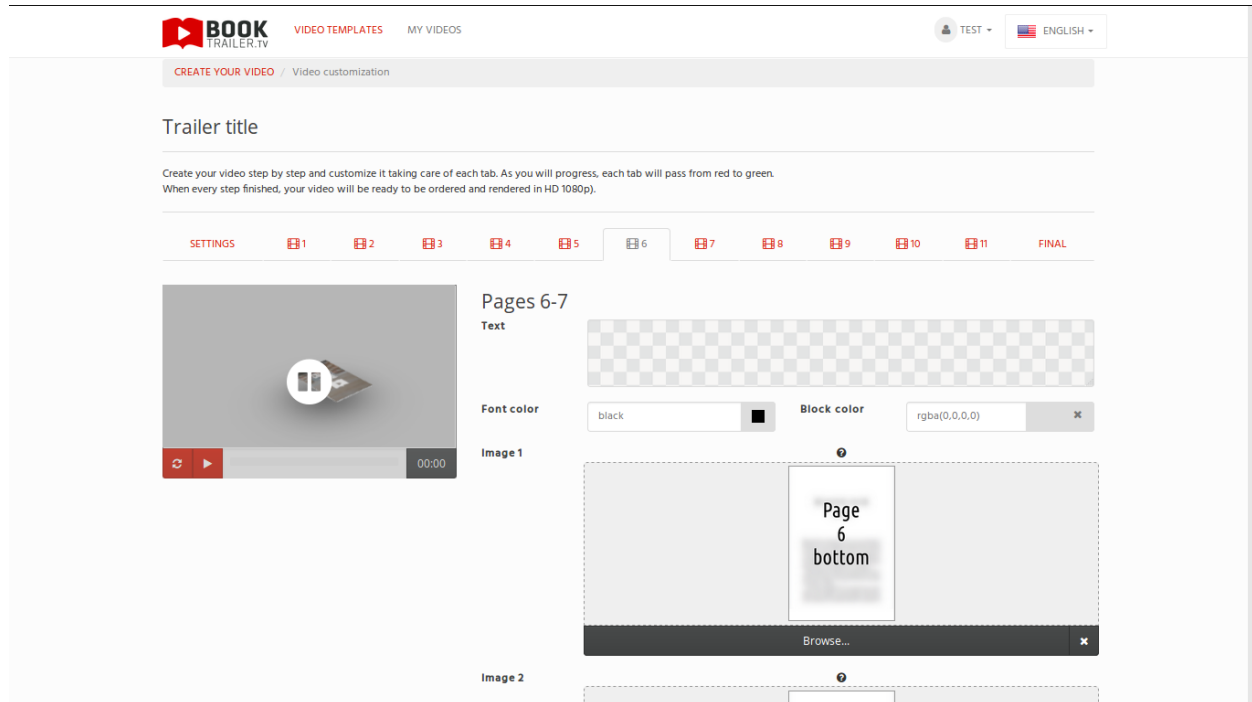 BOOK
TRAILER.TV
VIDEO TEMPLATES
MY VIDEOS
TEST
ENGLISH
CREATE YOUR VIDEO / Video customization
Trailer title
Create your video step by step and customize it taking care of each tab. As you will progress, each tab will pass from red to green.
When every step finished, your video will be ready to be ordered and rendered in HD 1080p).
SETTINGS 1 2 3 4 5 6 7 8 9 10 11 FINAL
Pages 6-7
Text
Font color
black
Block color
rgba(0,0,0,0)
00:00
Image 1
Page
6
bottom
Browse...
Image 2